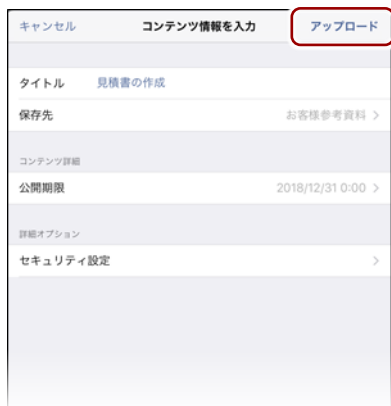 キャンセル コンテンツ情報を入力 アップロード
タイトル 見積書の作成
保存先 お客様参考資料 >
コンテンツ詳細
公開期限 2018/12/31 0:00 >
詳細オプション
セキュリティ設定 >